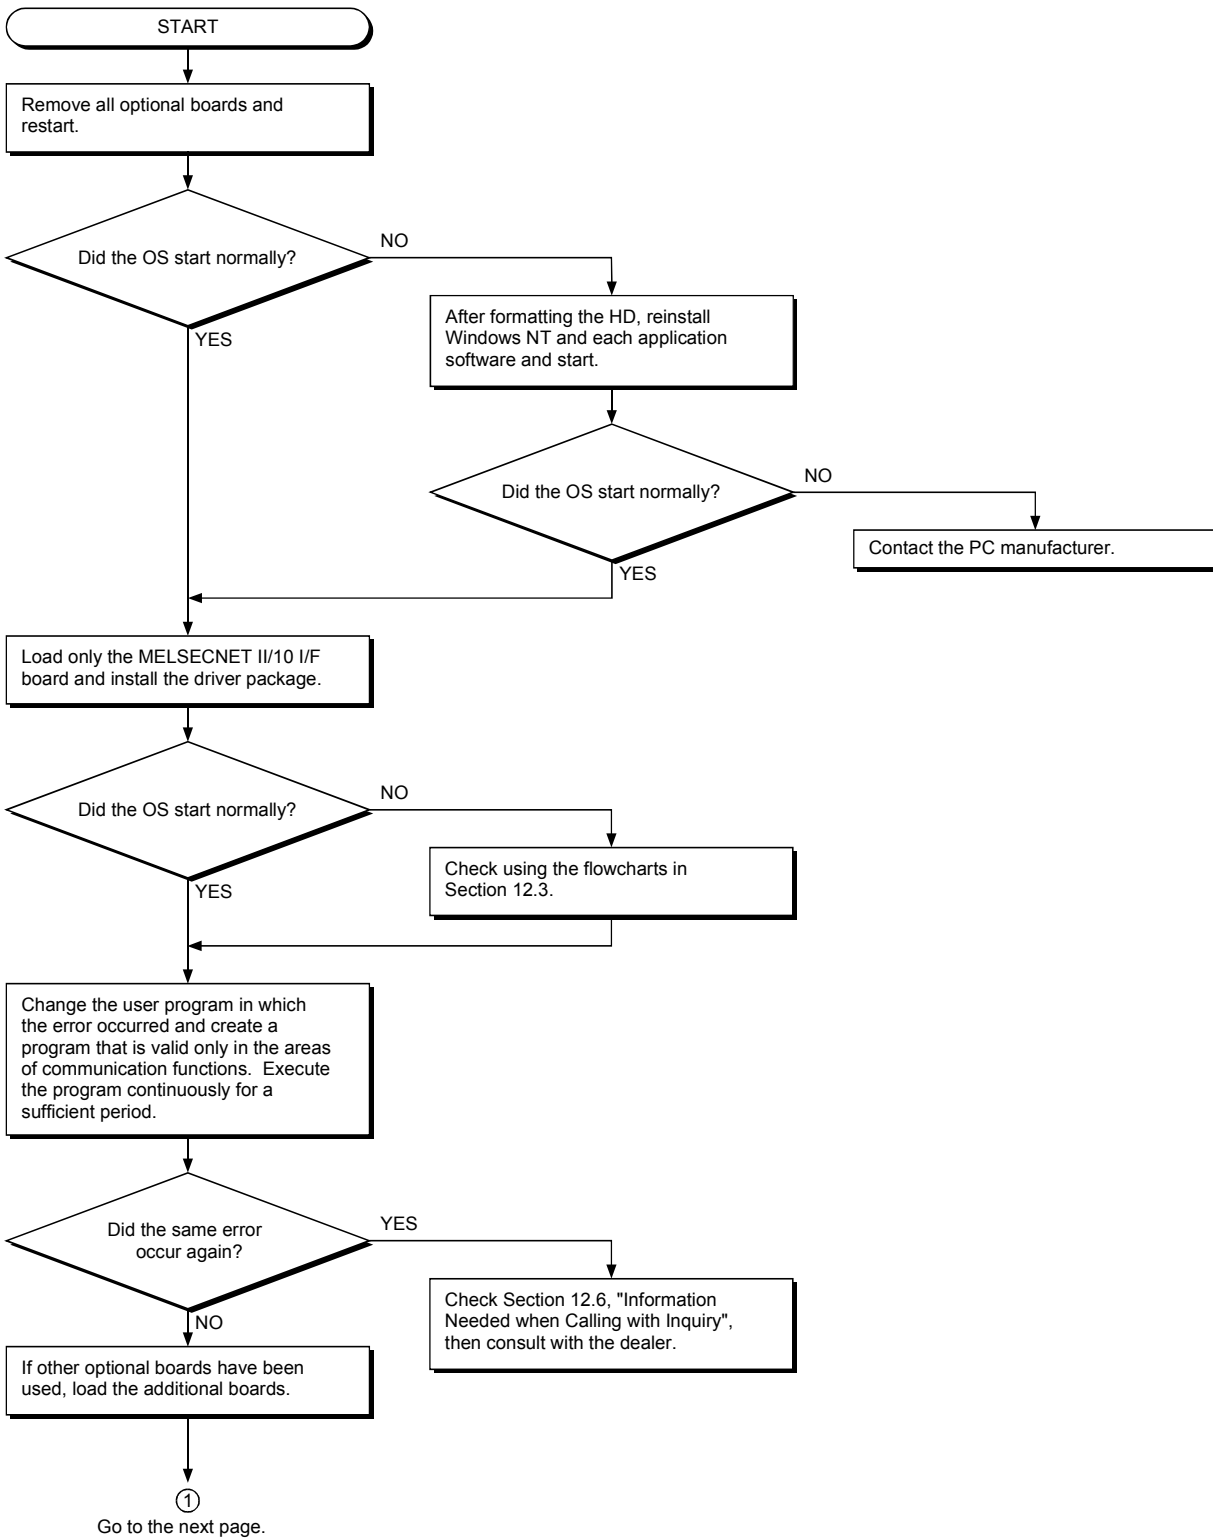 START
Remove all optional boards and
restart.
Did the OS start normally?
NO
YES
After formatting the HD, reinstall
Windows NT and each application
software and start.
Did the OS start normally?
NO
YES
Contact the PC manufacturer.
Load only the MELSECNET II/10 I/F
board and install the driver package.
Did the OS start normally?
NO
YES
Check using the flowcharts in
Section 12.3.
Change the user program in which
the error occurred and create a
program that is valid only in the areas
of communication functions.  Execute
the program continuously for a
sufficient period.
Did the same error
occur again?
YES
NO
Check Section 12.6, "Information
Needed when Calling with Inquiry",
then consult with the dealer.
If other optional boards have been
used, load the additional boards.
1
Go to the next page.